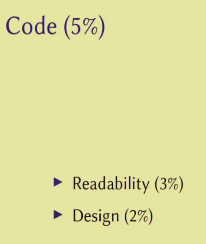 Code (5%)
► Readability (3%)
► Design (2%)